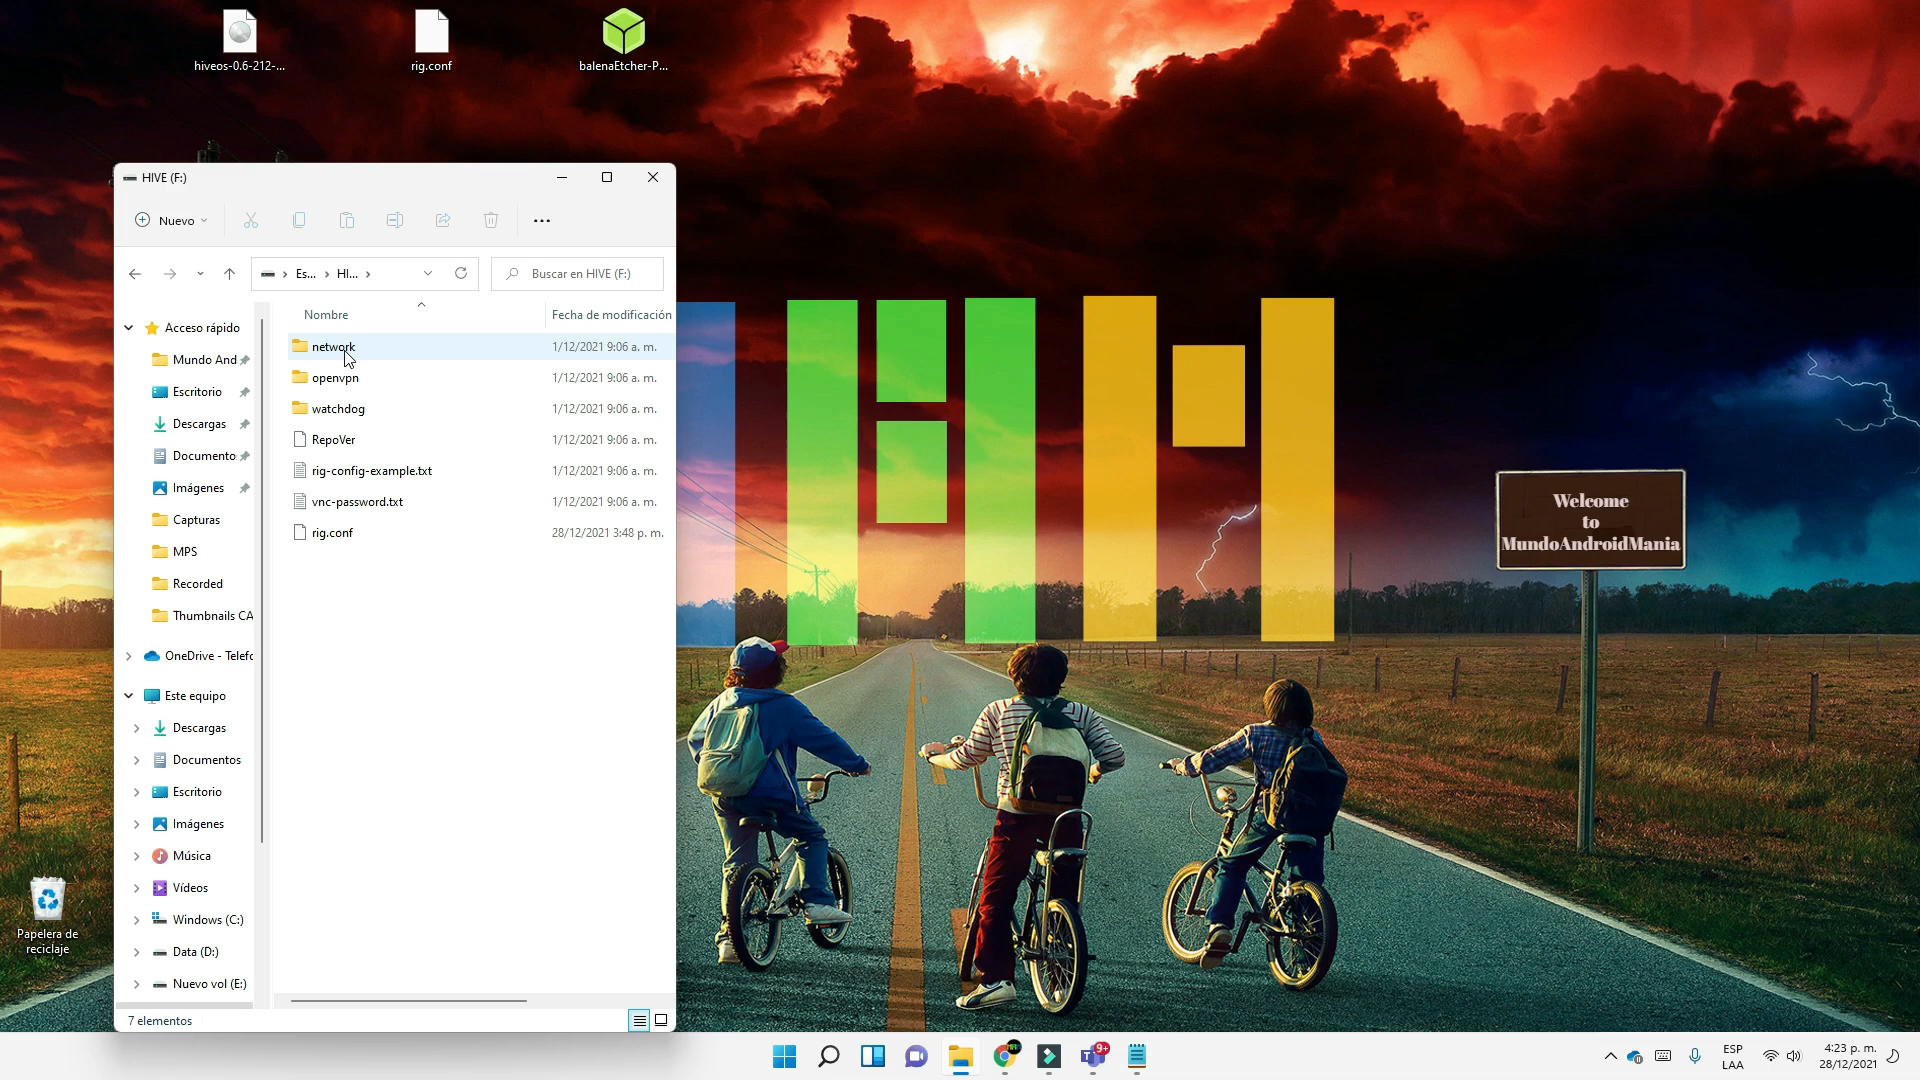 hiveos-0.6-212-...
rig.conf
balenaEtcher-P...
HIVE (F:)
Nuevo
Es... HI...
Buscar en HIVE (F:)
Nombre
Fecha de modificación
network 1/12/2021 9:06 a. m.
openvpn 1/12/2021 9:06 a. m.
watchdog 1/12/2021 9:06 a. m.
RepoVer 1/12/2021 9:06 a. m.
rig-config-example.txt 1/12/2021 9:06 a. m.
vnc-password.txt 1/12/2021 9:06 a. m.
rig.conf 28/12/2021 3:48 p. m.
Acceso rápido
Mundo And
Escritorio
Descargas
Documento
Imágenes
Capturas
MPS
Recorded
Thumbnails CA
OneDrive - Telef
Este equipo
Descargas
Documentos
Escritorio
Imágenes
Música
Vídeos
Windows (C:)
Data (D:)
Nuevo vol (E:)
7 elementos
Welcome
to
MundoAndroidMania
Papelera de
reciclaje
9+
ESP
LAA
4:23 p. m.
28/12/2021